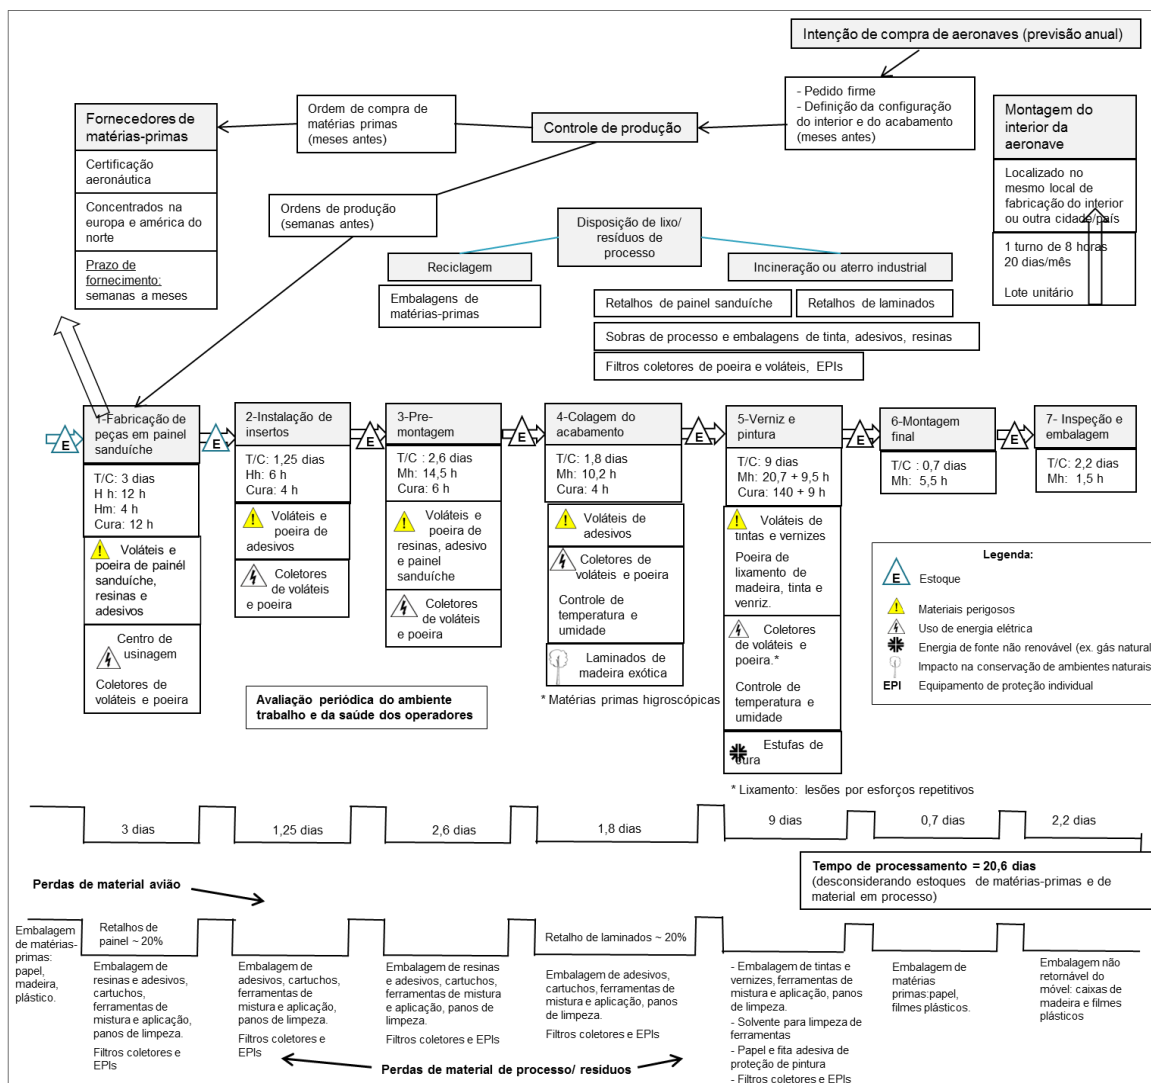 Intenção de compra de aeronaves (previsão anual)
- Pedido firme
- Definição da configuração
do interior e do acabamento
(meses antes)
Controle de produção
Ordem de compra de
matérias primas
(meses antes)
Fornecedores de
matérias-primas
Certificação
aeronáutica
Concentrados na
europa e américa do
norte
Prazo de
fornecimento:
semanas a meses
Montagem do
interior da
aeronave
Localizado no
mesmo local de
fabricação do interior
ou outra cidade/país
1 turno de 8 horas
20 dias/mês
Lote unitário
Ordens de produção
(semanas antes)
Disposição de lixo/
resíduos de
processo
Reciclagem
Embalagens de
matérias-primas
Incineração ou aterro industrial
Retalhos de painel sanduíche
Retalhos de laminados
Sobras de processo e embalagens de tinta, adesivos, resinas
Filtros coletores de poeira e voláteis, EPIs
E
1-Fabricação de
peças em painel
sanduíche
T/C: 3 dias
H h: 12 h
Hm: 4 h
Cura: 12 h
Voláteis e
poeira de painél
sanduíche,
resinas e
adesivos
Centro de
usinagem
Coletores de
voláteis e poeira
E
2-Instalação de
insertos
T/C: 1,25 dias
Hh: 6 h
Cura: 4 h
Voláteis e
poeira de
adesivos
Coletores
de voláteis
e poeira
E
3-Pre-
montagem
T/C : 2,6 dias
Mh: 14,5 h
Cura: 6 h
Voláteis e
poeira de
resinas, adesivo
e painel
sanduíche
Coletores
de voláteis
e poeira
E
4-Colagem do
acabamento
T/C: 1,8 dias
Mh: 10,2 h
Cura: 4 h
Voláteis de
adesivos
Coletores de
voláteis e poeira
Controle de
temperatura e
umidade
Laminados de
madeira exótica
* Matérias primas higroscópicas
E
5-Verniz e
pintura
T/C: 9 dias
Mh: 20,7 + 9,5 h
Cura: 140 + 9 h
Voláteis de
tintas e vernizes
Poeira de
lixamento de
madeira, tinta e
venriz.
Coletores
de voláteis e
poeira.*
Controle de
temperatura e
umidade
Estufas de
cura
* Lixamento: lesões por esforços repetitivos
E
6-Montagem
final
T/C : 0,7 dias
Mh: 5,5 h
E
7- Inspeção e
embalagem
T/C: 2,2 dias
Mh: 1,5 h
Avaliação periódica do ambiente
trabalho e da saúde dos operadores
Legenda:
E Estoque
Materiais perigosos
Uso de energia elétrica
Energia de fonte não renovável (ex. gás natural
Impacto na conservação de ambientes naturais
EPI Equipamento de proteção individual
3 dias
1,25 dias
2,6 dias
1,8 dias
9 dias
0,7 dias
2,2 dias
Tempo de processamento = 20,6 dias
(desconsiderando estoques de matérias-primas e de
material em processo)
Perdas de material avião
Embalagem
de matérias-
primas:
papel,
madeira,
plástico.
Retalhos de
painel ~ 20%
Embalagem de
resinas e adesivos,
cartuchos,
ferramentas de
mistura e aplicação,
panos de limpeza.
Filtros coletores e
EPIs
Embalagem de
adesivos, cartuchos,
ferramentas de
mistura e aplicação,
panos de limpeza.
Filtros coletores e
EPIs
Embalagem de resinas
e adesivos, cartuchos,
ferramentas de mistura
e aplicação, panos de
limpeza.
Filtros coletores e EPIs
Retalho de laminados ~ 20%
Embalagem de adesivos,
cartuchos, ferramentas de
mistura e aplicação, panos
de limpeza.
Filtros coletores e EPIs
- Embalagem de tintas e
vernizes, ferramentas de
mistura e aplicação, panos
de limpeza.
- Solvente para limpeza de
ferramentas
- Papel e fita adesiva de
proteção de pintura
- Filtros coletores e EPIs
Embalagem de
matérias
primas:papel,
filmes plásticos.
Embalagem não
retornável do
móvel: caixas de
madeira e filmes
plásticos
Perdas de material de processo/ resíduos